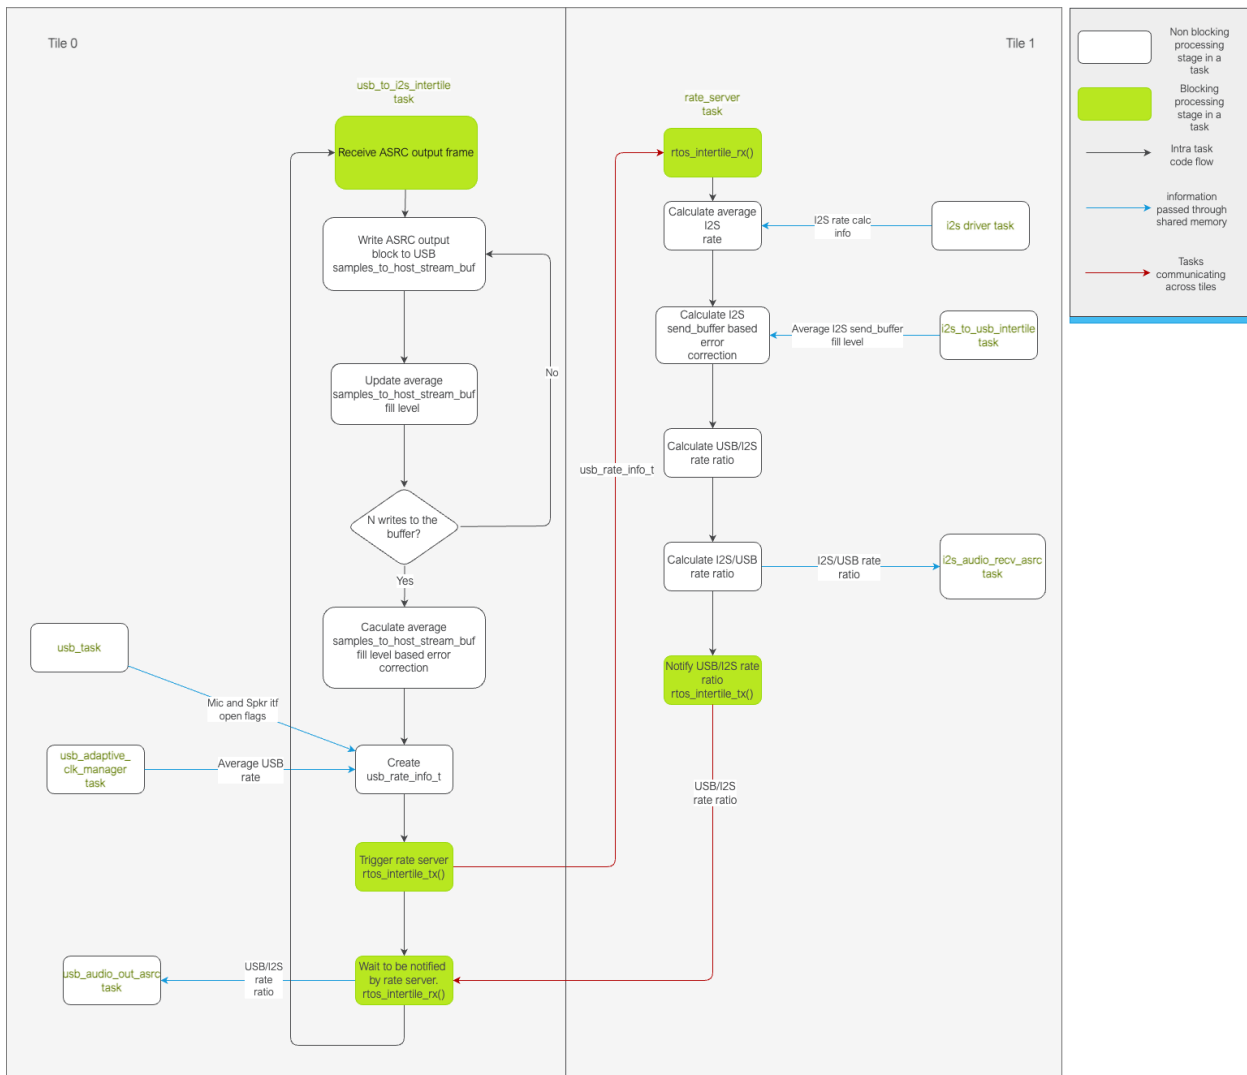 Tile 0
usb_to_i2s_intertile
task
Receive ASRC output frame
Write ASRC output
block to USB
samples_to_host_stream_buf
Update average
samples_to_host_stream_buf
fill level
No
N writes to the
buffer?
Yes
Caculate average
samples_to_host_stream_buf
fill level based error
correction
usb_task
Mic and Spkr itf
open flags
usb_adaptive_
clk_manager
task
Average USB
rate
Create
usb_rate_info_t
Trigger rate server
rtos_intertile_tx()
Wait to be notified
by rate server.
rtos_intertile_rx()
USB/I2S
rate
ratio
usb_audio_out_asrc
task
Tile 1
rate_server
task
rtos_intertile_rx()
Calculate average
I2S
rate
I2S rate calc
info
i2s driver task
Calculate I2S
send_buffer based
error
correction
Average I2S send_buffer
fill level
i2s_to_usb_intertile
task
usb_rate_info_t
Calculate USB/I2S
rate ratio
Calculate I2S/USB
rate ratio
I2S/USB rate
ratio
i2s_audio_recv_asrc
task
Notify USB/I2S rate
ratio
rtos_intertile_tx()
USB/I2S
rate ratio
Non blocking
processing
stage in a
task
Blocking
processing
stage in a
task
Intra task
code flow
information
passed through
shared memory
Tasks
communicating
across tiles